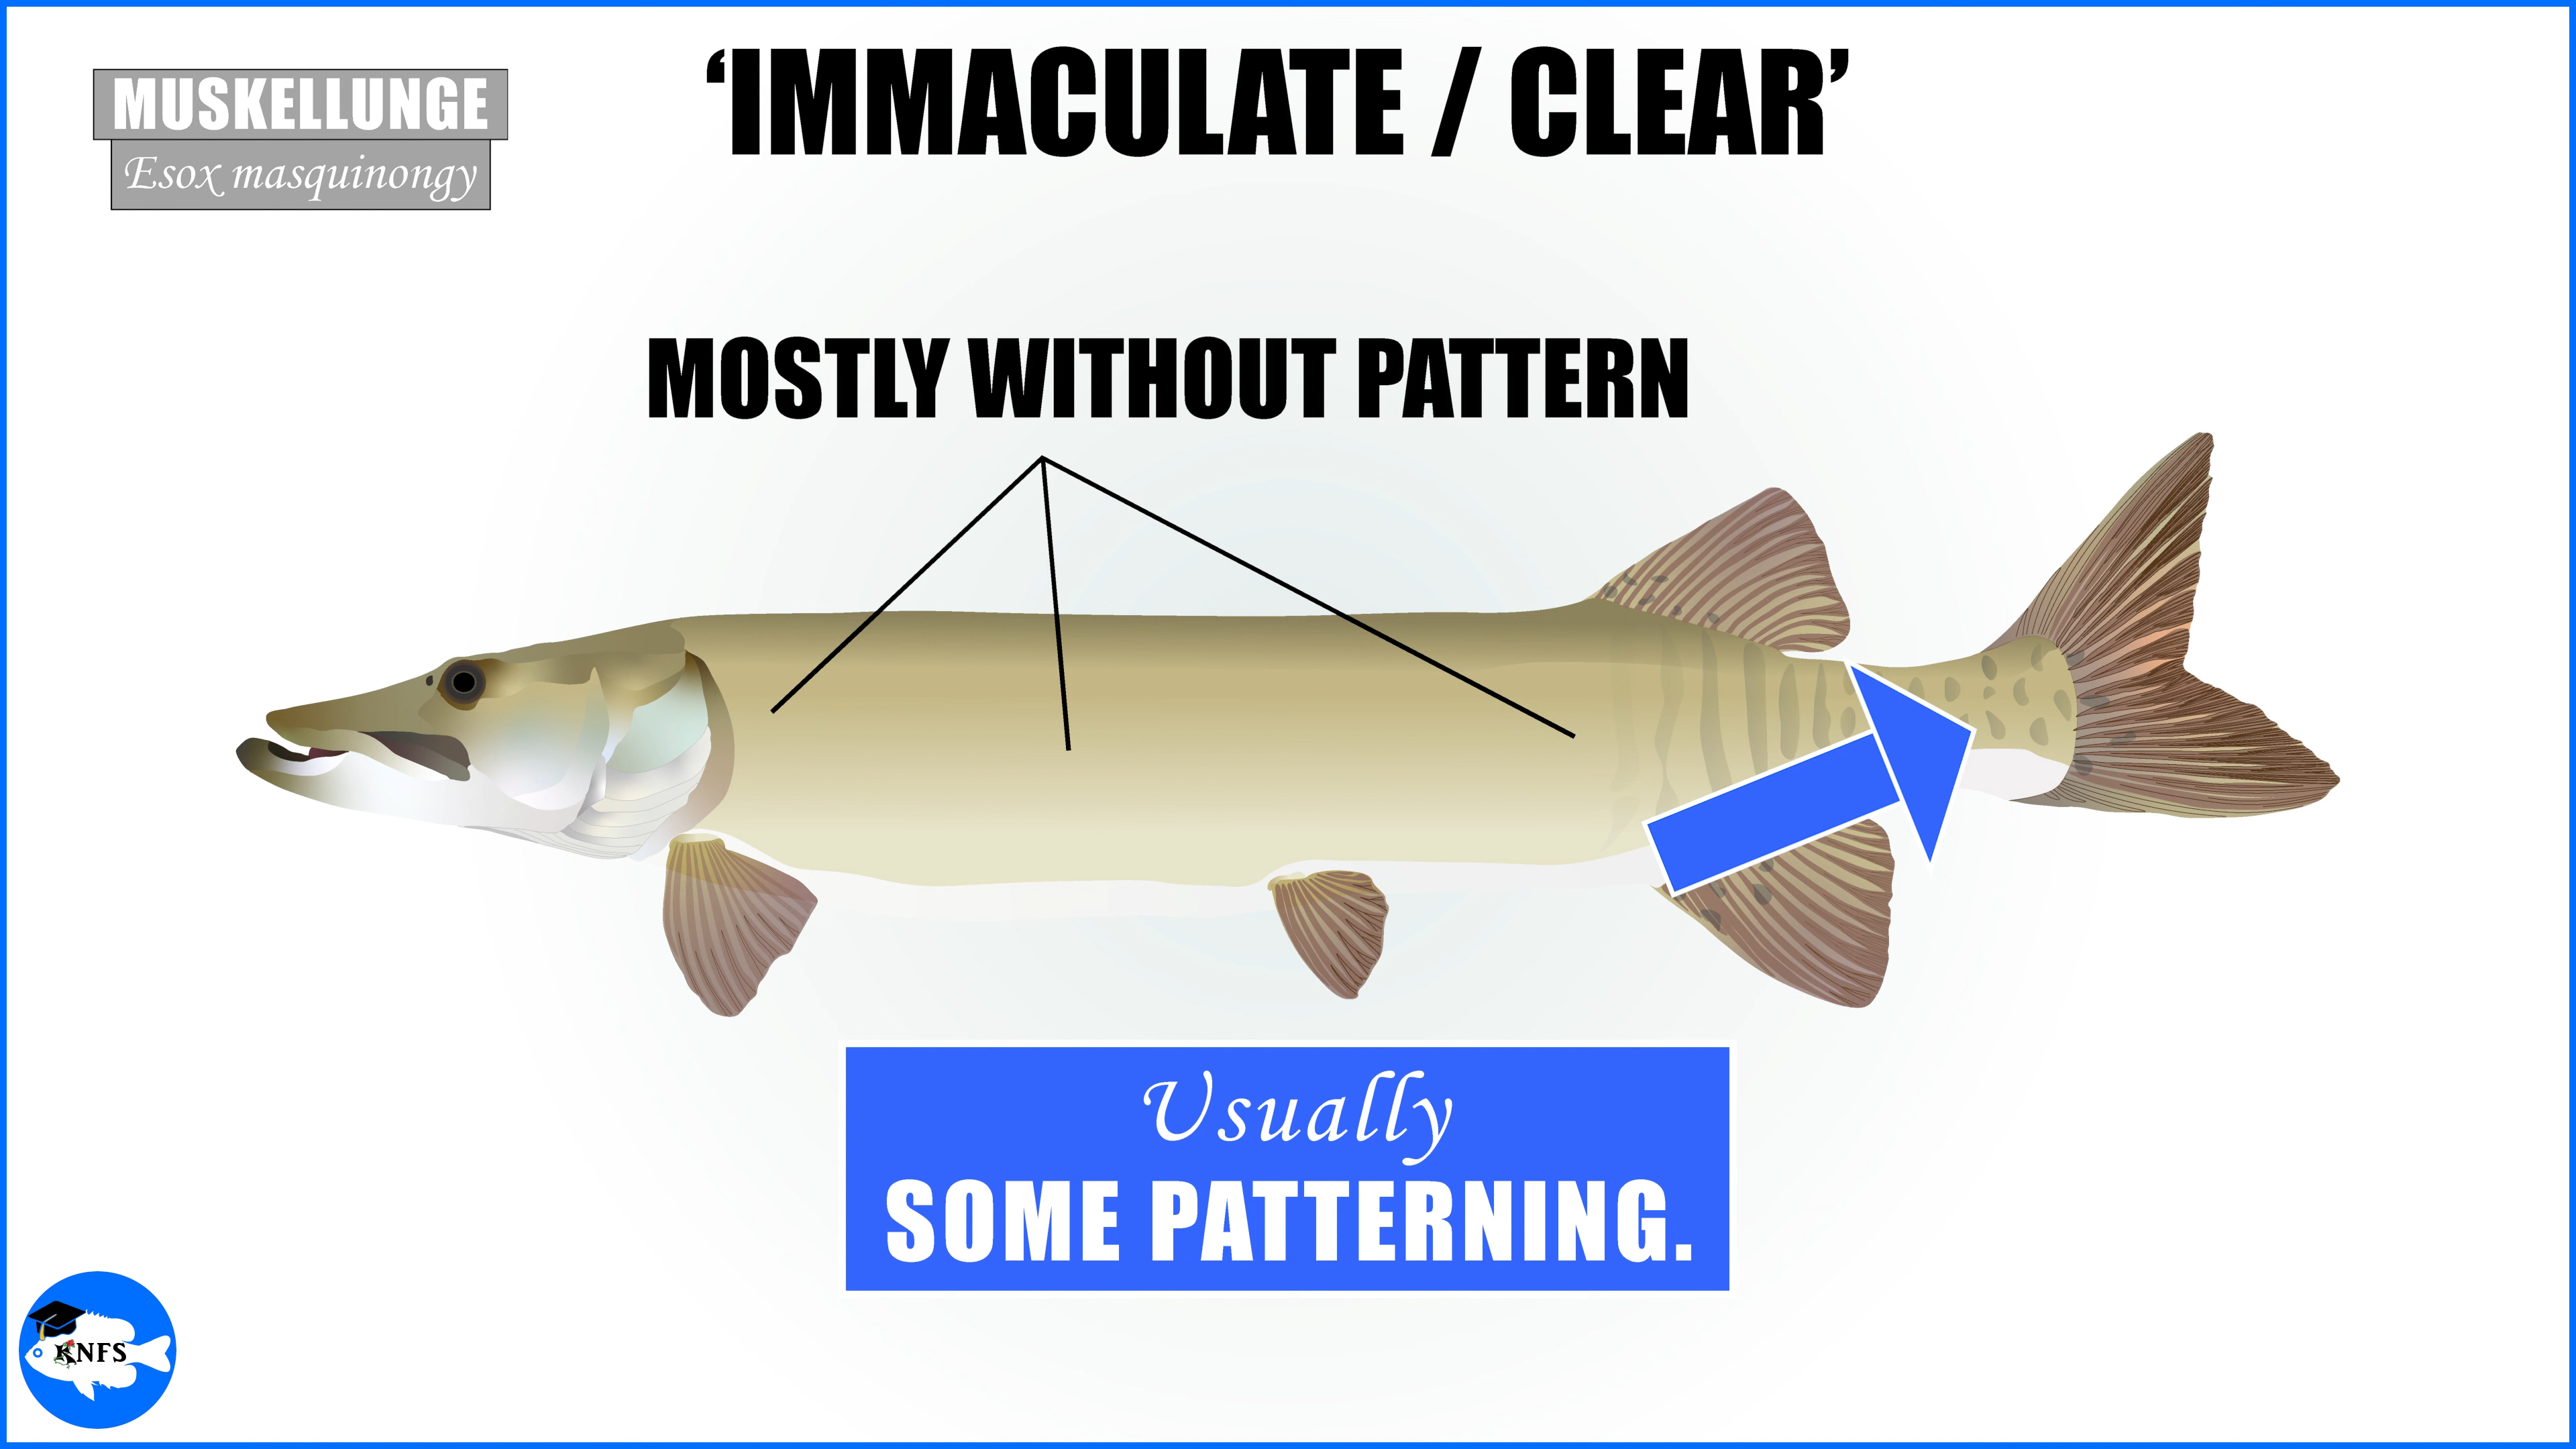 MUSKELLUNGE
Esox masquinongy
‘IMMACULATE / CLEAR’
MOSTLY WITHOUT PATTERN
Usually
SOME PATTERNING.
KNFS